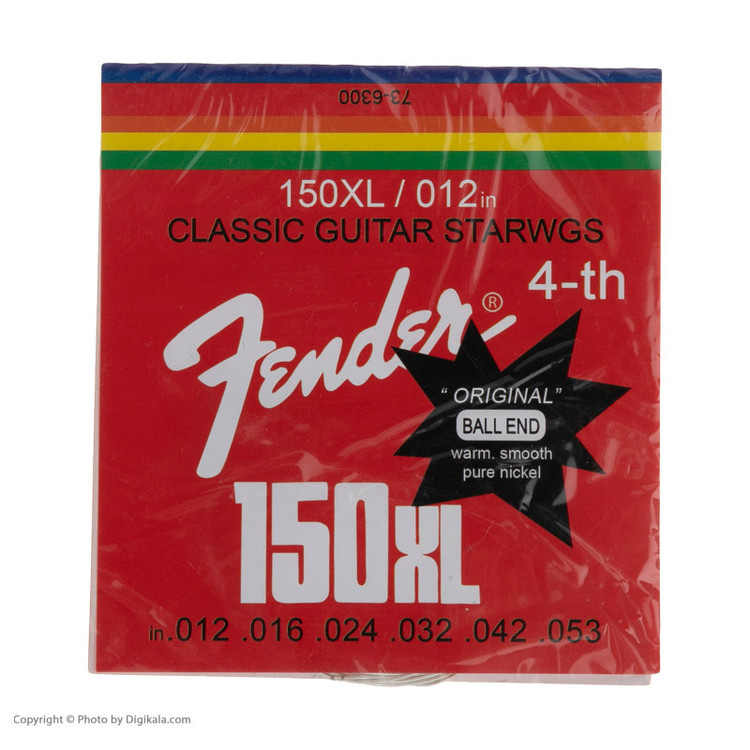 73-6300
150XL / 012in
CLASSIC GUITAR STARWGS
4-th
Fender®
" ORIGINAL"
BALL END
warm. smooth
pure nickel
150XL
in.012 .016 .024 .032 .042 .053
Copyright © Photo by Digikala.com